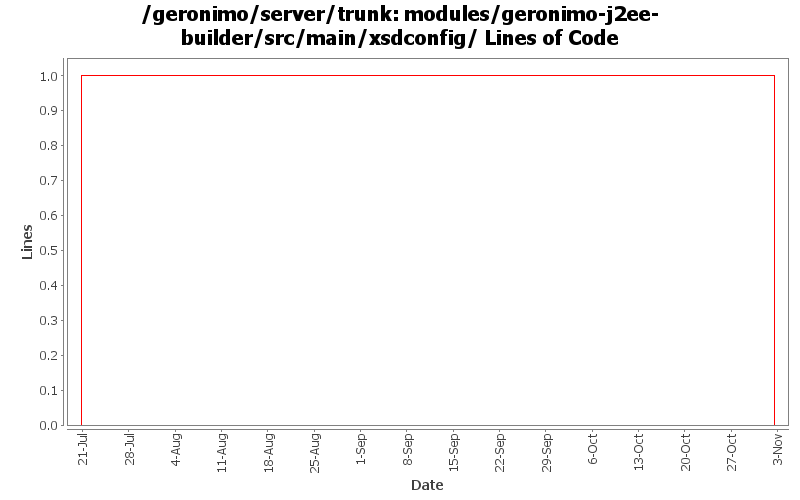 /geronimo/server/trunk: modules/geronimo-j2ee-
builder/src/main/xsdconfig/ Lines of Code
1.0
0.9
0.8
0.7
0.6
0.5
0.4
0.3
0.2
0.1
0.0
Lines
21-Jul
28-Jul
4-Aug
11-Aug
18-Aug
25-Aug
1-Sep
8-Sep
15-Sep
22-Sep
29-Sep
6-Oct
13-Oct
20-Oct
27-Oct
3-Nov
Date